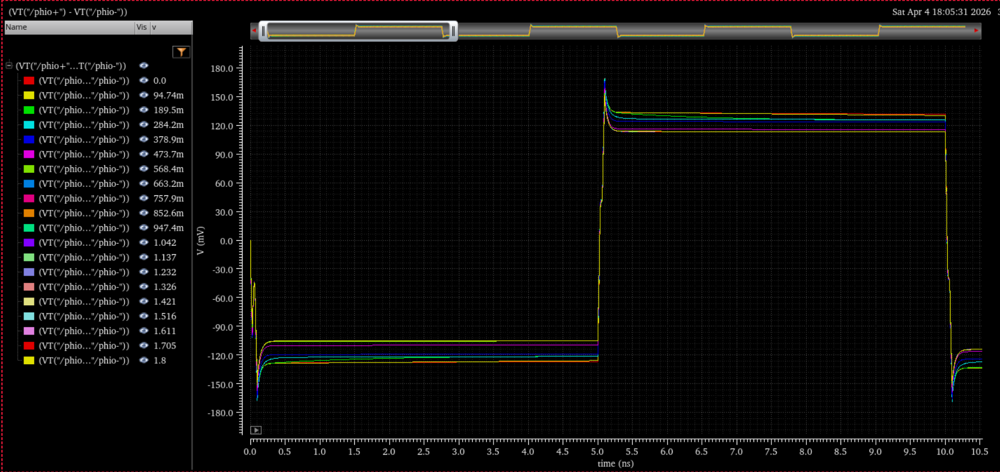 (VT("/phio+") - VT("/phio-"))
Sat Apr 4 18:05:31 2026
Name Vis v
(VT("/phio+"...T("/phio-"))
(VT("/phio..."/phio-")) 0.0
(VT("/phio..."/phio-")) 94.74m
(VT("/phio..."/phio-")) 189.5m
(VT("/phio..."/phio-")) 284.2m
(VT("/phio..."/phio-")) 378.9m
(VT("/phio..."/phio-")) 473.7m
(VT("/phio..."/phio-")) 568.4m
(VT("/phio..."/phio-")) 663.2m
(VT("/phio..."/phio-")) 757.9m
(VT("/phio..."/phio-")) 852.6m
(VT("/phio..."/phio-")) 947.4m
(VT("/phio..."/phio-")) 1.042
(VT("/phio..."/phio-")) 1.137
(VT("/phio..."/phio-")) 1.232
(VT("/phio..."/phio-")) 1.326
(VT("/phio..."/phio-")) 1.421
(VT("/phio..."/phio-")) 1.516
(VT("/phio..."/phio-")) 1.611
(VT("/phio..."/phio-")) 1.705
(VT("/phio..."/phio-")) 1.8
V (mV)
180.0
150.0
120.0
90.0
60.0
30.0
0.0
-30.0
-60.0
-90.0
-120.0
-150.0
-180.0
0.0 0.5 1.0 1.5 2.0 2.5 3.0 3.5 4.0 4.5 5.0 5.5 6.0 6.5 7.0 7.5 8.0 8.5 9.0 9.5 10.0 10.5
time (ns)